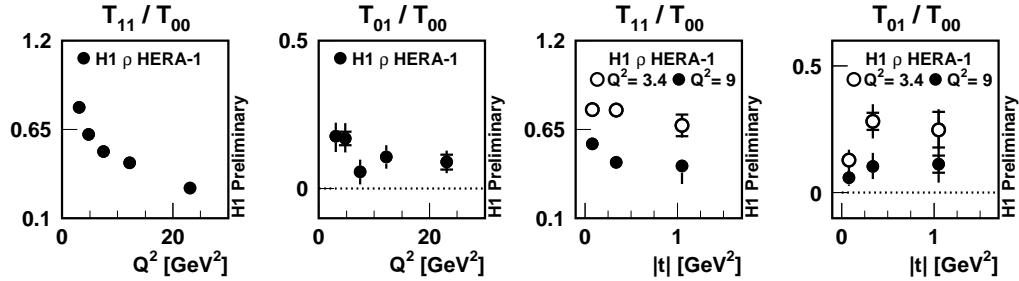 T11 / T00
1.2
0.65
0.1
H1 ρ HERA-1
H1 Preliminary
0 20
Q² [GeV²]
T01 / T00
0.5
0
H1 ρ HERA-1
H1 Preliminary
0 20
Q² [GeV²]
T11 / T00
1.2
0.65
0.1
H1 ρ HERA-1
Q²= 3.4 Q²= 9
H1 Preliminary
0 1
|t| [GeV²]
T01 / T00
0.5
0
H1 ρ HERA-1
Q²= 3.4 Q²= 9
H1 Preliminary
0 1
|t| [GeV²]